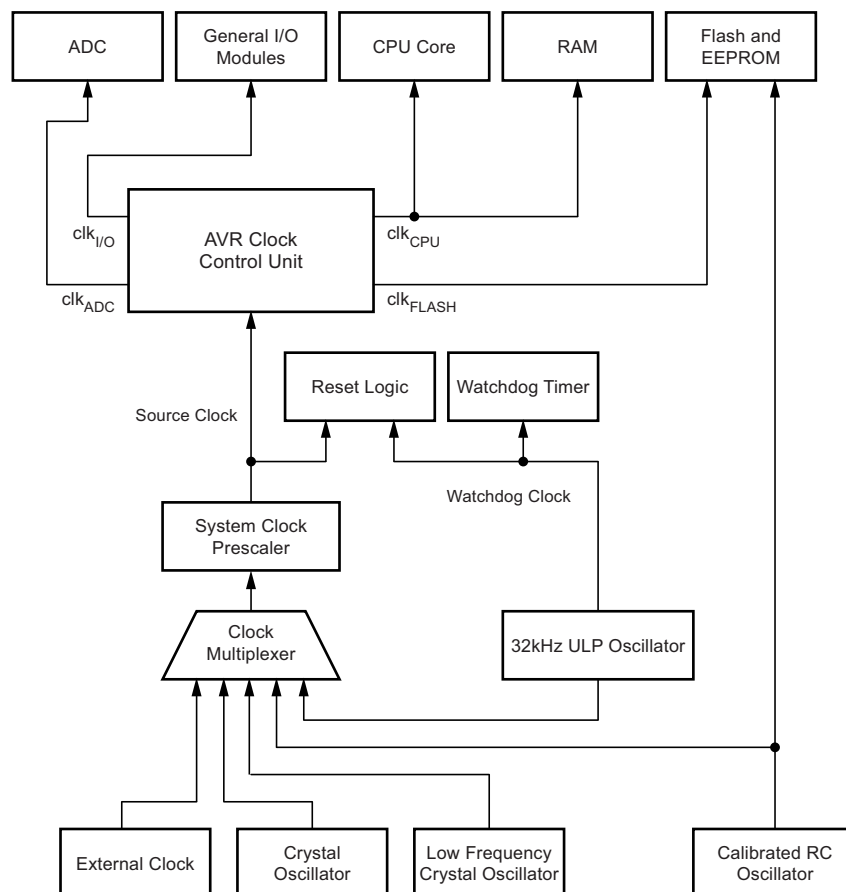 ADC
General I/O
Modules
CPU Core
RAM
Flash and
EEPROM
clkI/O
AVR Clock
Control Unit
clkCPU
clkADC
clkFLASH
Reset Logic
Watchdog Timer
Source Clock
Watchdog Clock
System Clock
Prescaler
Clock
Multiplexer
32kHz ULP Oscillator
External Clock
Crystal
Oscillator
Low Frequency
Crystal Oscillator
Calibrated RC
Oscillator